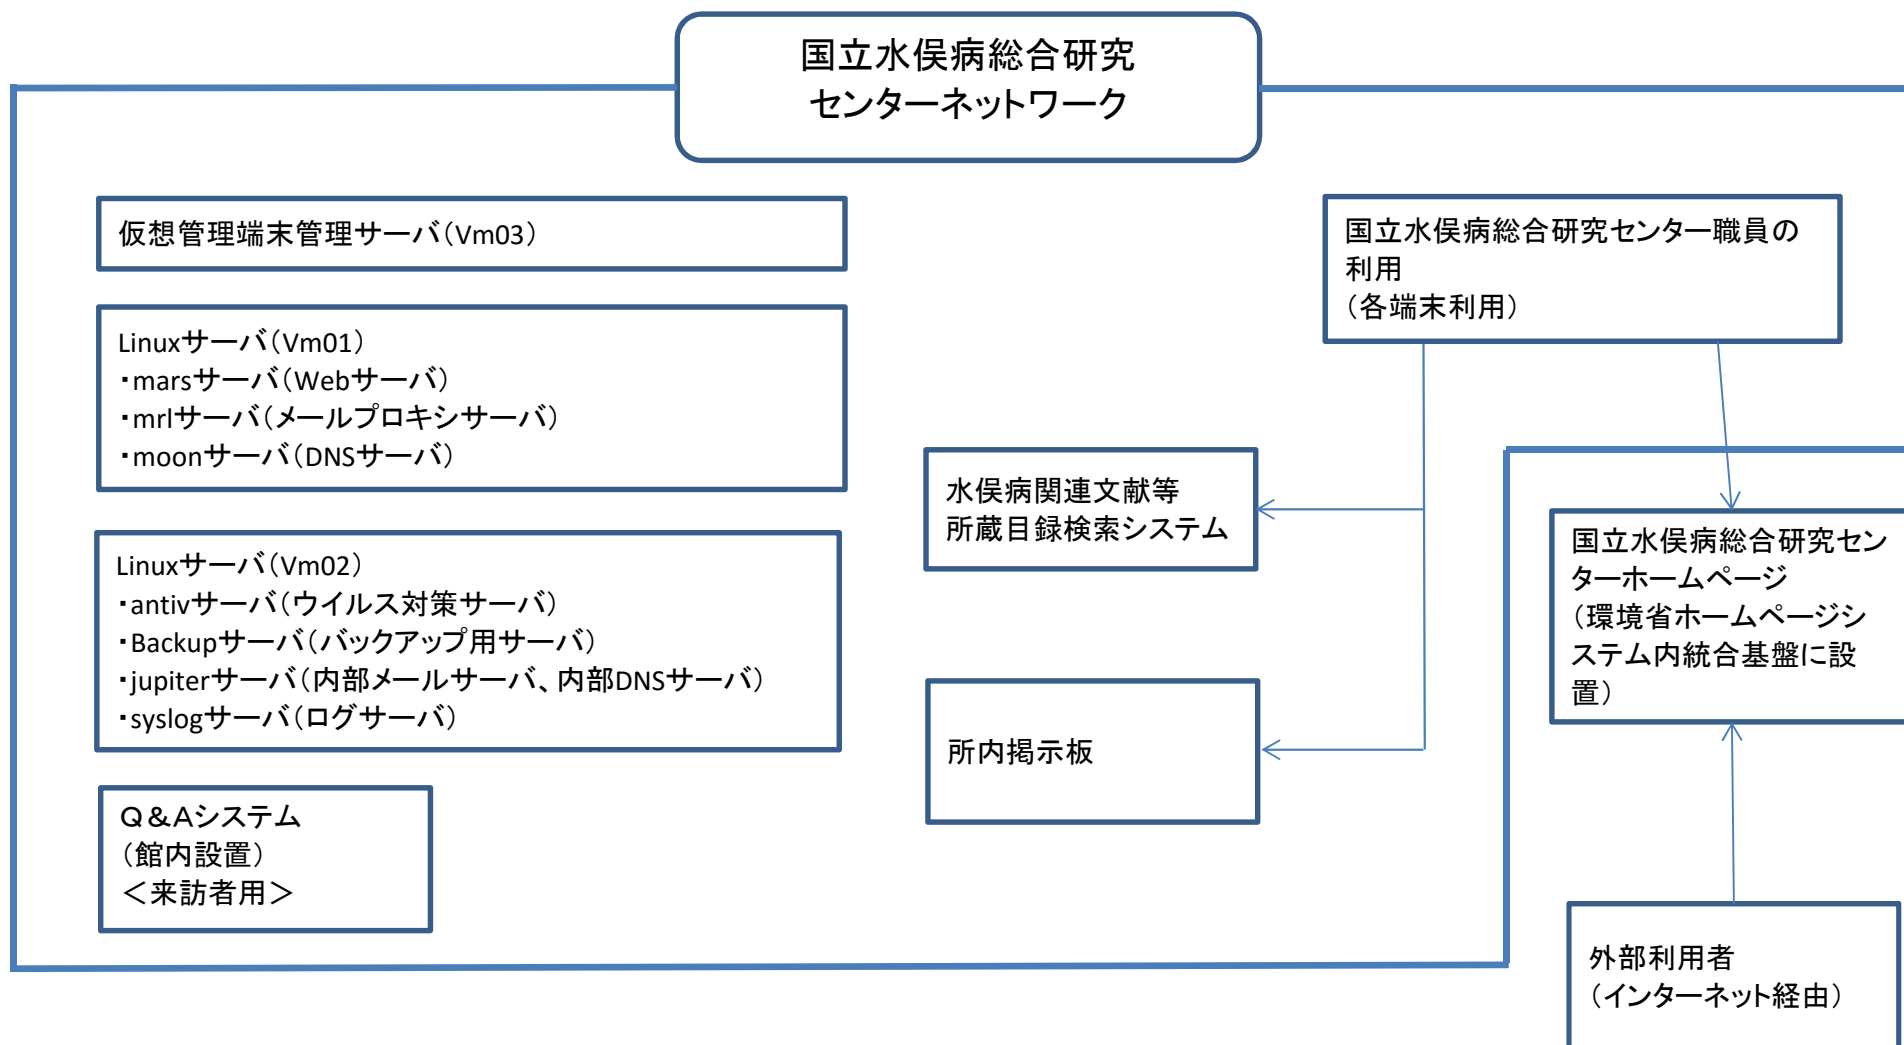 国立水俣病総合研究
センターネットワーク
仮想管理端末管理サーバ（Vm03）
Linuxサーバ（Vm01）
・marsサーバ（Webサーバ）
・mrlサーバ（メールプロキシサーバ）
・moonサーバ（DNSサーバ）
Linuxサーバ（Vm02）
・antivサーバ（ウイルス対策サーバ）
・Backupサーバ（バックアップ用サーバ）
・jupiterサーバ（内部メールサーバ、内部DNSサーバ）
・syslogサーバ（ログサーバ）
Ｑ＆Ａシステム
（館内設置）
＜来訪者用＞
国立水俣病総合研究センター職員の
利用
（各端末利用）
水俣病関連文献等
所蔵目録検索システム
所内掲示板
国立水俣病総合研究セン
ターホームページ
（環境省ホームページシ
ステム内統合基盤に設
置）
外部利用者
（インターネット経由）